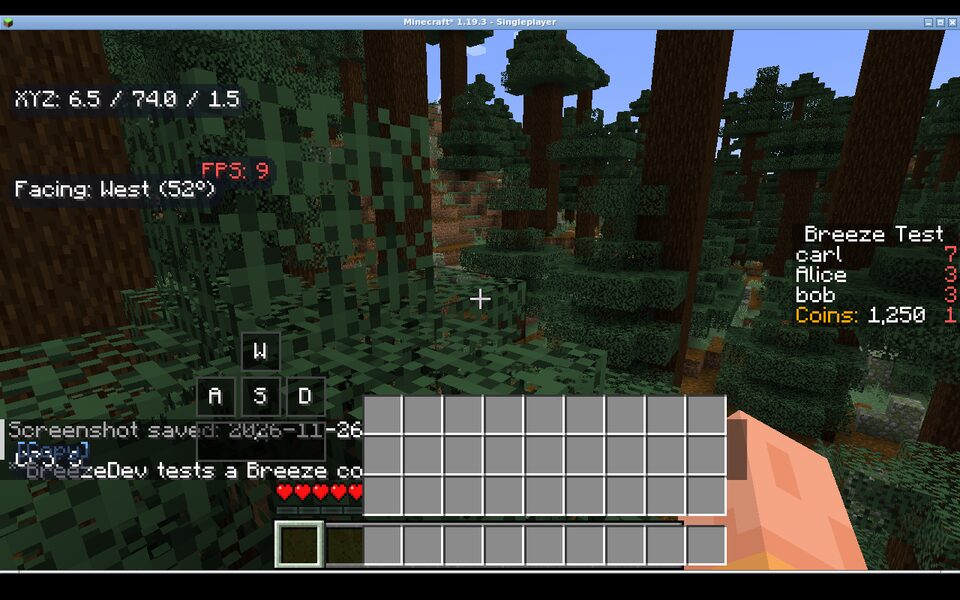 Minecraft* 1.19.3 - Singleplayer
XYZ: 6.5 / 74.0 / 1.5
FPS: 9
Facing: West (52°)
Breeze Test
carl 7
Alice 3
bob 3
Coins: 1,250 1
W
A S D
Screenshot saved: 2026-11-26
[Copy]
* BreezeDev tests a Breeze co